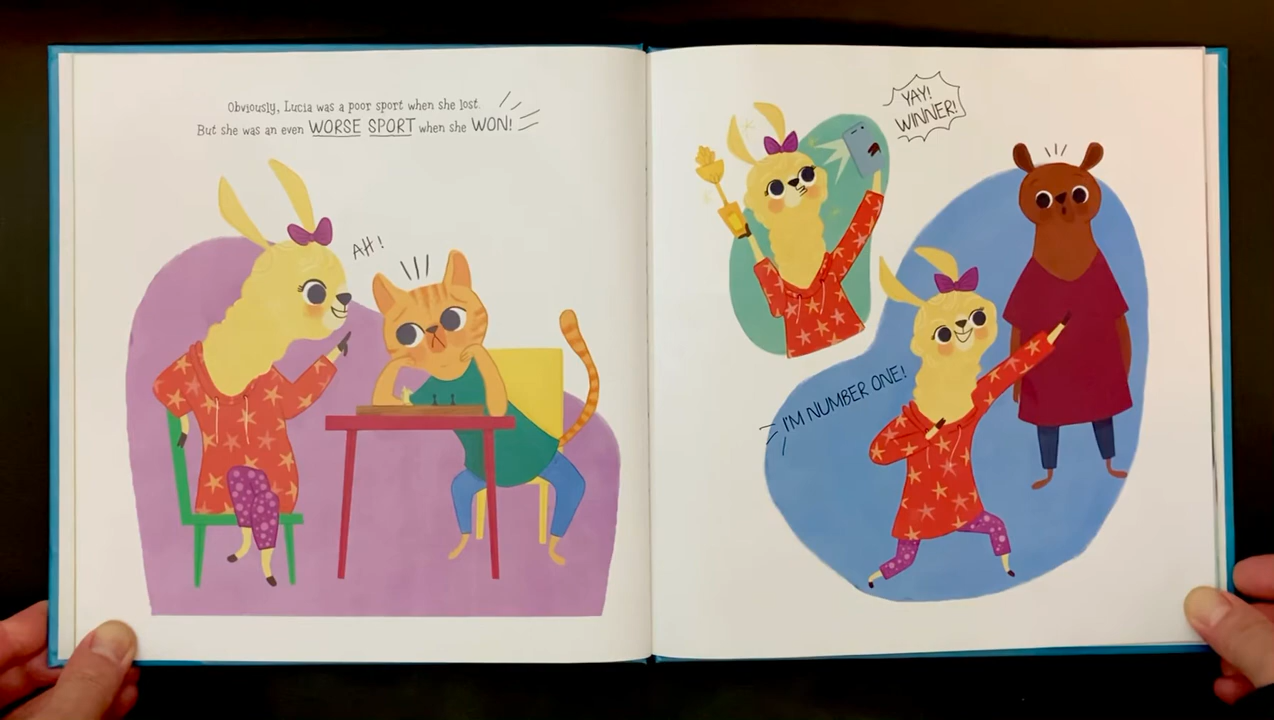 Obviously, Lucia was a poor sport when she lost.
But she was an even WORSE SPORT when she WON!
AH!
YAY!
WINNER!
I'M NUMBER ONE!